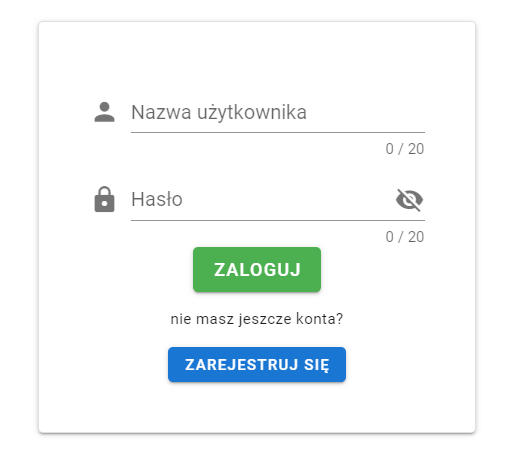 Nazwa użytkownika
0 / 20
Hasło
0 / 20
ZALOGUJ
nie masz jeszcze konta?
ZAREJESTRUJ SIĘ